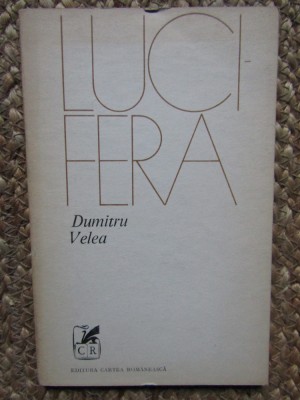 LUCI-
FERA
Dumitru
Velea
CR
EDITURA CARTEA ROMÂNEASCĂ